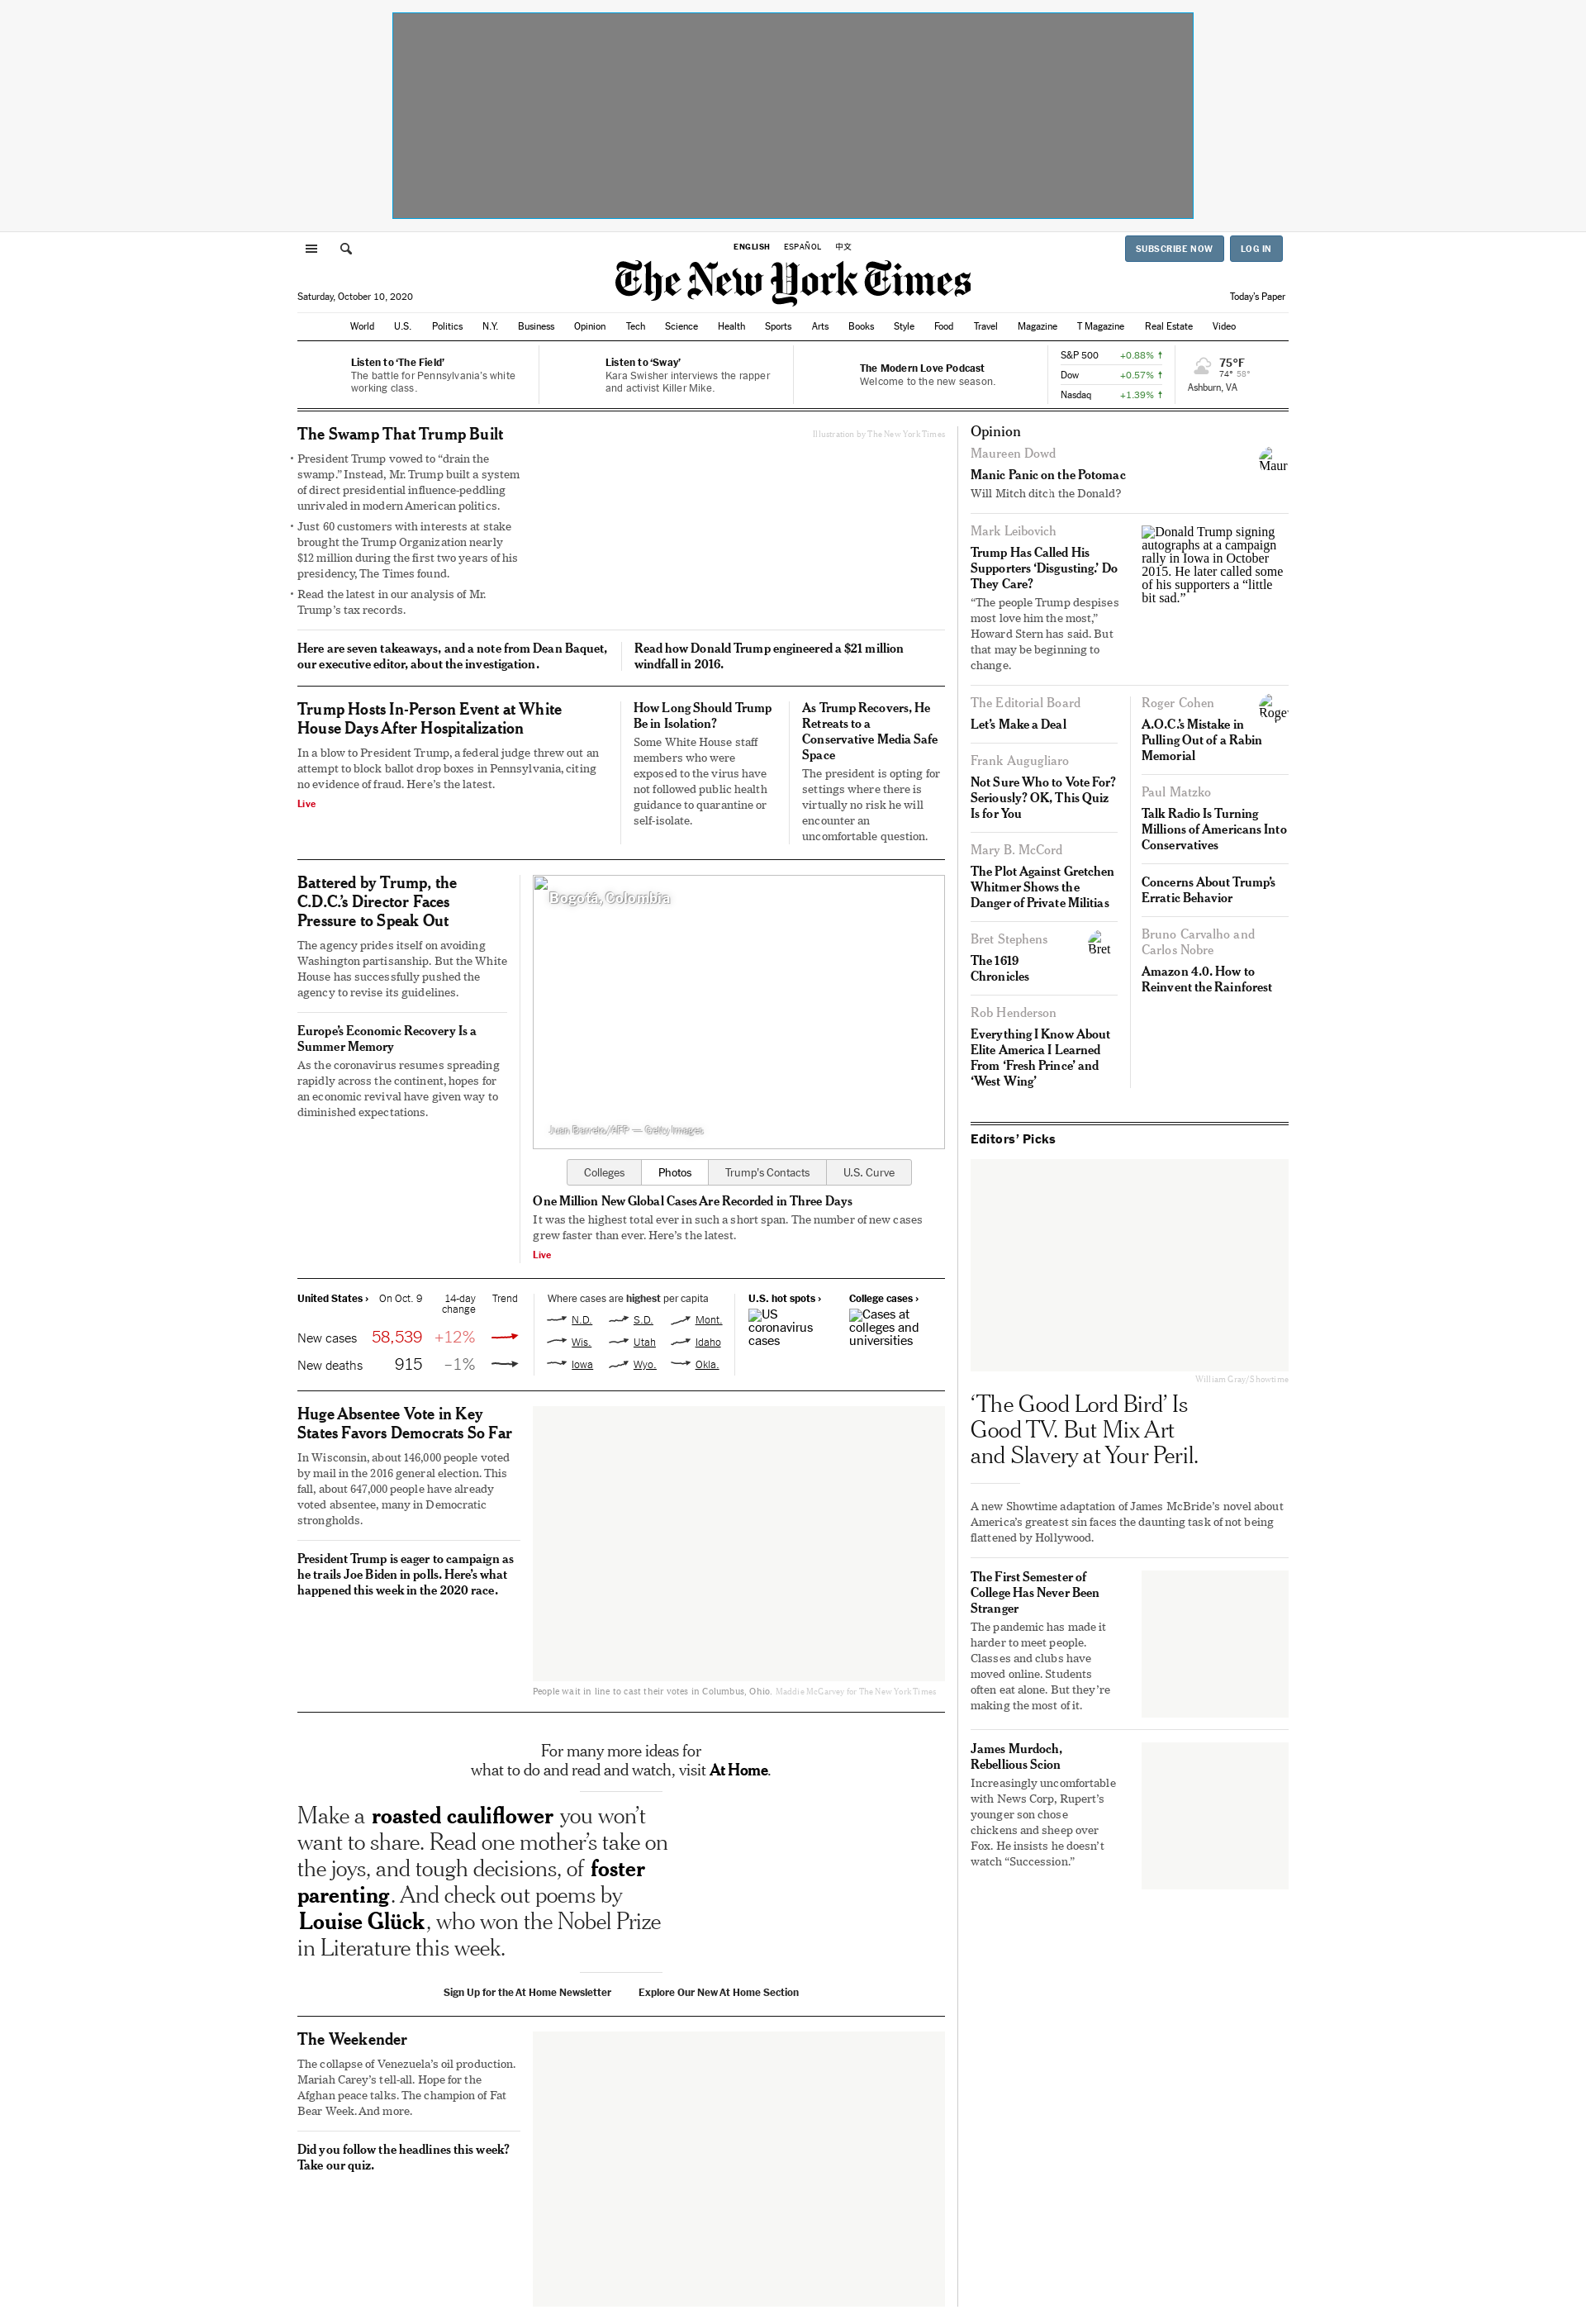 ENGLISH ESPAÑOL 中文
SUBSCRIBE NOW LOG IN
The New York Times
Saturday, October 10, 2020
Today's Paper
World U.S. Politics N.Y. Business Opinion Tech Science Health Sports Arts Books Style Food Travel Magazine T Magazine Real Estate Video
Listen to ‘The Field’
The battle for Pennsylvania’s white
working class.
Listen to ‘Sway’
Kara Swisher interviews the rapper
and activist Killer Mike.
The Modern Love Podcast
Welcome to the new season.
S&P 500 +0.88% ↑
Dow +0.57% ↑
Nasdaq +1.39% ↑
75°F
74° 58°
Ashburn, VA
The Swamp That Trump Built
• President Trump vowed to “drain the
swamp.” Instead, Mr. Trump built a system
of direct presidential influence-peddling
unrivaled in modern American politics.
• Just 60 customers with interests at stake
brought the Trump Organization nearly
$12 million during the first two years of his
presidency, The Times found.
• Read the latest in our analysis of Mr.
Trump’s tax records.
Illustration by The New York Times
Here are seven takeaways, and a note from Dean Baquet,
our executive editor, about the investigation.
Read how Donald Trump engineered a $21 million
windfall in 2016.
Trump Hosts In-Person Event at White
House Days After Hospitalization
In a blow to President Trump, a federal judge threw out an
attempt to block ballot drop boxes in Pennsylvania, citing
no evidence of fraud. Here’s the latest.
Live
How Long Should Trump
Be in Isolation?
Some White House staff
members who were
exposed to the virus have
not followed public health
guidance to quarantine or
self-isolate.
As Trump Recovers, He
Retreats to a
Conservative Media Safe
Space
The president is opting for
settings where there is
virtually no risk he will
encounter an
uncomfortable question.
Battered by Trump, the
C.D.C.’s Director Faces
Pressure to Speak Out
The agency prides itself on avoiding
Washington partisanship. But the White
House has successfully pushed the
agency to revise its guidelines.
Europe’s Economic Recovery Is a
Summer Memory
As the coronavirus resumes spreading
rapidly across the continent, hopes for
an economic revival have given way to
diminished expectations.
Bogotá, Colombia
Juan Barreto/AFP — Getty Images
Colleges Photos Trump’s Contacts U.S. Curve
One Million New Global Cases Are Recorded in Three Days
It was the highest total ever in such a short span. The number of new cases
grew faster than ever. Here’s the latest.
Live
United States › On Oct. 9 14-day
change Trend
New cases 58,539 +12%
New deaths 915 –1%
Where cases are highest per capita
N.D. S.D. Mont.
Wis. Utah Idaho
Iowa Wyo. Okla.
U.S. hot spots ›
US
coronavirus
cases
College cases ›
Cases at
colleges and
universities
Huge Absentee Vote in Key
States Favors Democrats So Far
In Wisconsin, about 146,000 people voted
by mail in the 2016 general election. This
fall, about 647,000 people have already
voted absentee, many in Democratic
strongholds.
President Trump is eager to campaign as
he trails Joe Biden in polls. Here’s what
happened this week in the 2020 race.
People wait in line to cast their votes in Columbus, Ohio. Maddie McGarvey for The New York Times
For many more ideas for
what to do and read and watch, visit At Home.
Make a roasted cauliflower you won’t
want to share. Read one mother’s take on
the joys, and tough decisions, of foster
parenting. And check out poems by
Louise Glück, who won the Nobel Prize
in Literature this week.
Sign Up for the At Home Newsletter Explore Our New At Home Section
The Weekender
The collapse of Venezuela’s oil production.
Mariah Carey’s tell-all. Hope for the
Afghan peace talks. The champion of Fat
Bear Week. And more.
Did you follow the headlines this week?
Take our quiz.
Opinion
Maureen Dowd
Manic Panic on the Potomac
Will Mitch ditch the Donald?
Maur
Mark Leibovich
Trump Has Called His
Supporters ‘Disgusting.’ Do
They Care?
“The people Trump despises
most love him the most,”
Howard Stern has said. But
that may be beginning to
change.
Donald Trump signing
autographs at a campaign
rally in Iowa in October
2015. He later called some
of his supporters a “little
bit sad.”
The Editorial Board
Let’s Make a Deal
Frank Augugliaro
Not Sure Who to Vote For?
Seriously? OK, This Quiz
Is for You
Mary B. McCord
The Plot Against Gretchen
Whitmer Shows the
Danger of Private Militias
Bret Stephens
The 1619
Chronicles
Bret
Rob Henderson
Everything I Know About
Elite America I Learned
From ‘Fresh Prince’ and
‘West Wing’
Roger Cohen
A.O.C.’s Mistake in
Pulling Out of a Rabin
Memorial
Roger
Paul Matzko
Talk Radio Is Turning
Millions of Americans Into
Conservatives
Concerns About Trump’s
Erratic Behavior
Bruno Carvalho and
Carlos Nobre
Amazon 4.0. How to
Reinvent the Rainforest
Editors’ Picks
William Gray/Showtime
‘The Good Lord Bird’ Is
Good TV. But Mix Art
and Slavery at Your Peril.
A new Showtime adaptation of James McBride’s novel about
America’s greatest sin faces the daunting task of not being
flattened by Hollywood.
The First Semester of
College Has Never Been
Stranger
The pandemic has made it
harder to meet people.
Classes and clubs have
moved online. Students
often eat alone. But they’re
making the most of it.
James Murdoch,
Rebellious Scion
Increasingly uncomfortable
with News Corp, Rupert’s
younger son chose
chickens and sheep over
Fox. He insists he doesn’t
watch “Succession.”